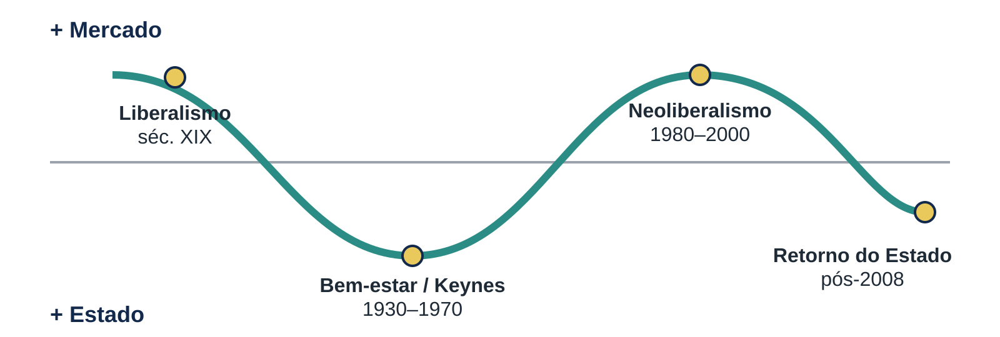 + Mercado
Liberalismo
séc. XIX
Neoliberalismo
1980–2000
Bem-estar / Keynes
1930–1970
Retorno do Estado
pós-2008
+ Estado